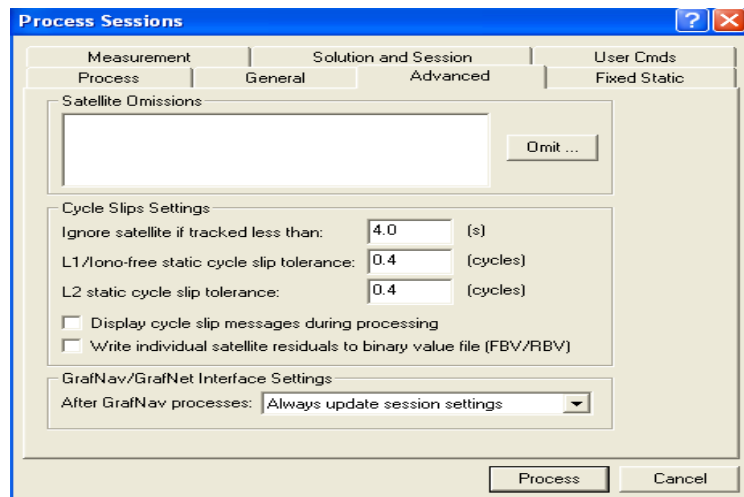 Process Sessions
Measurement Solution and Session User Cmds
Process General Advanced Fixed Static
Satellite Omissions
Omit ...
Cycle Slips Settings
Ignore satellite if tracked less than: 4.0 (s)
L1/Iono-free static cycle slip tolerance: 0.4 (cycles)
L2 static cycle slip tolerance: 0.4 (cycles)
Display cycle slip messages during processing
Write individual satellite residuals to binary value file (FBV/RBV)
GrafNav/GrafNet Interface Settings
After GrafNav processes: Always update session settings
Process Cancel